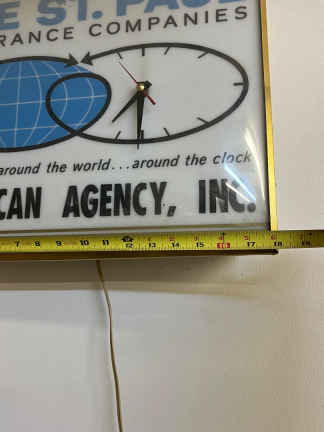 E ST. PAUL
RANCE COMPANIES
around the world...around the clock
CAN AGENCY, INC.
7 8 9 10 11 12 13 14 15 16 17 18 19